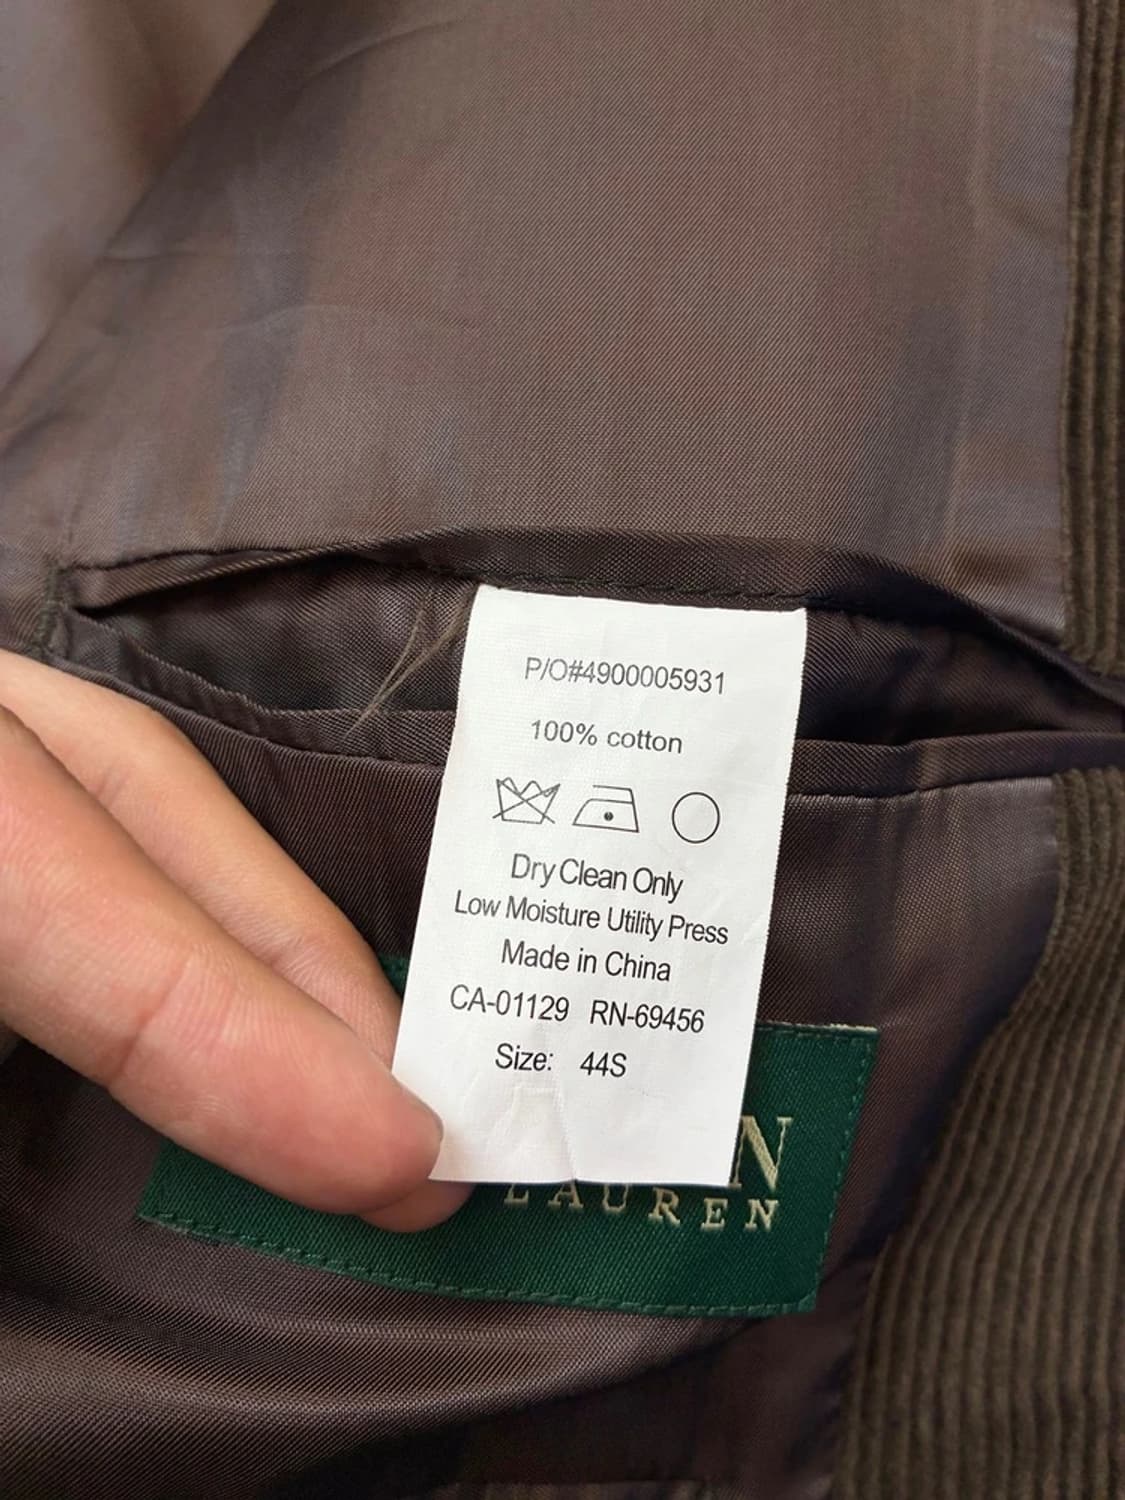 P/O#4900005931
100% cotton
Dry Clean Only
Low Moisture Utility Press
Made in China
CA-01129 RN-69456
Size: 44S
N
LAUREN